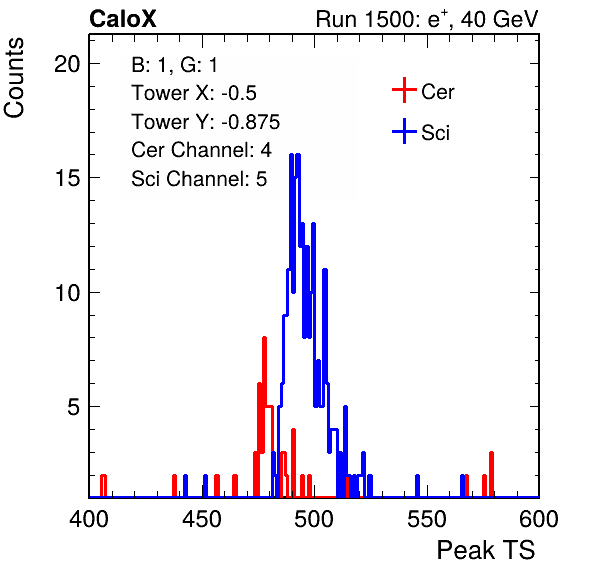 CaloX Run 1500: e+, 40 GeV
Counts
B: 1, G: 1
Tower X: -0.5
Tower Y: -0.875
Cer Channel: 4
Sci Channel: 5
Cer
Sci
20
15
10
5
400 450 500 550 600
Peak TS